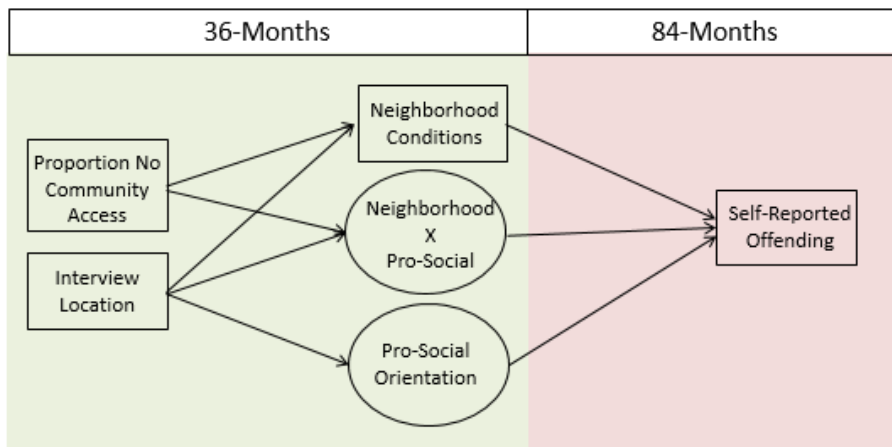 36-Months
84-Months
Proportion No
Community
Access
Interview
Location
Neighborhood
Conditions
Neighborhood
X
Pro-Social
Pro-Social
Orientation
Self-Reported
Offending